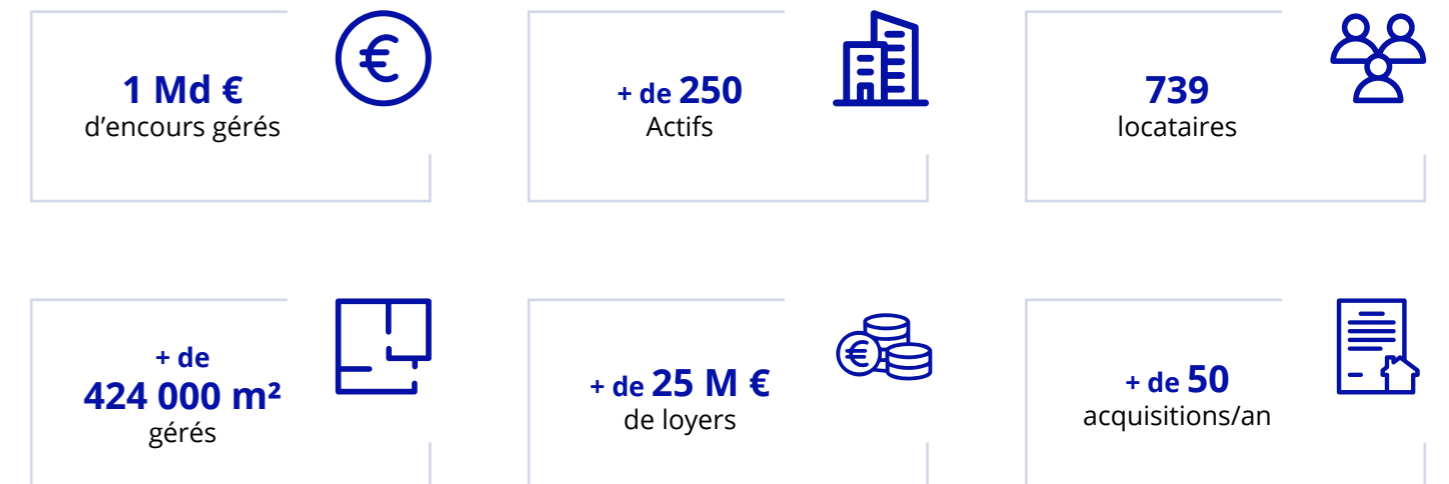 1 Md €
d’encours gérés
+ de 250
Actifs
739
locataires
+ de
424 000 m²
gérés
+ de 25 M €
de loyers
+ de 50
acquisitions/an